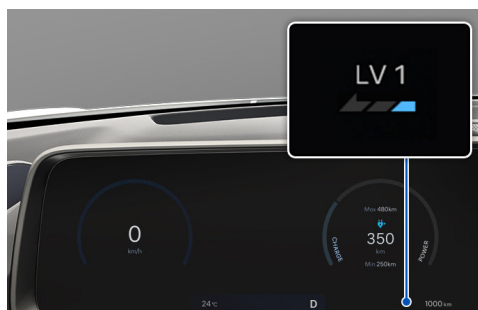 LV 1
0
km/h
Max 480km
350
km
Min 250km
CHARGE
POWER
24°c
D
1000 km